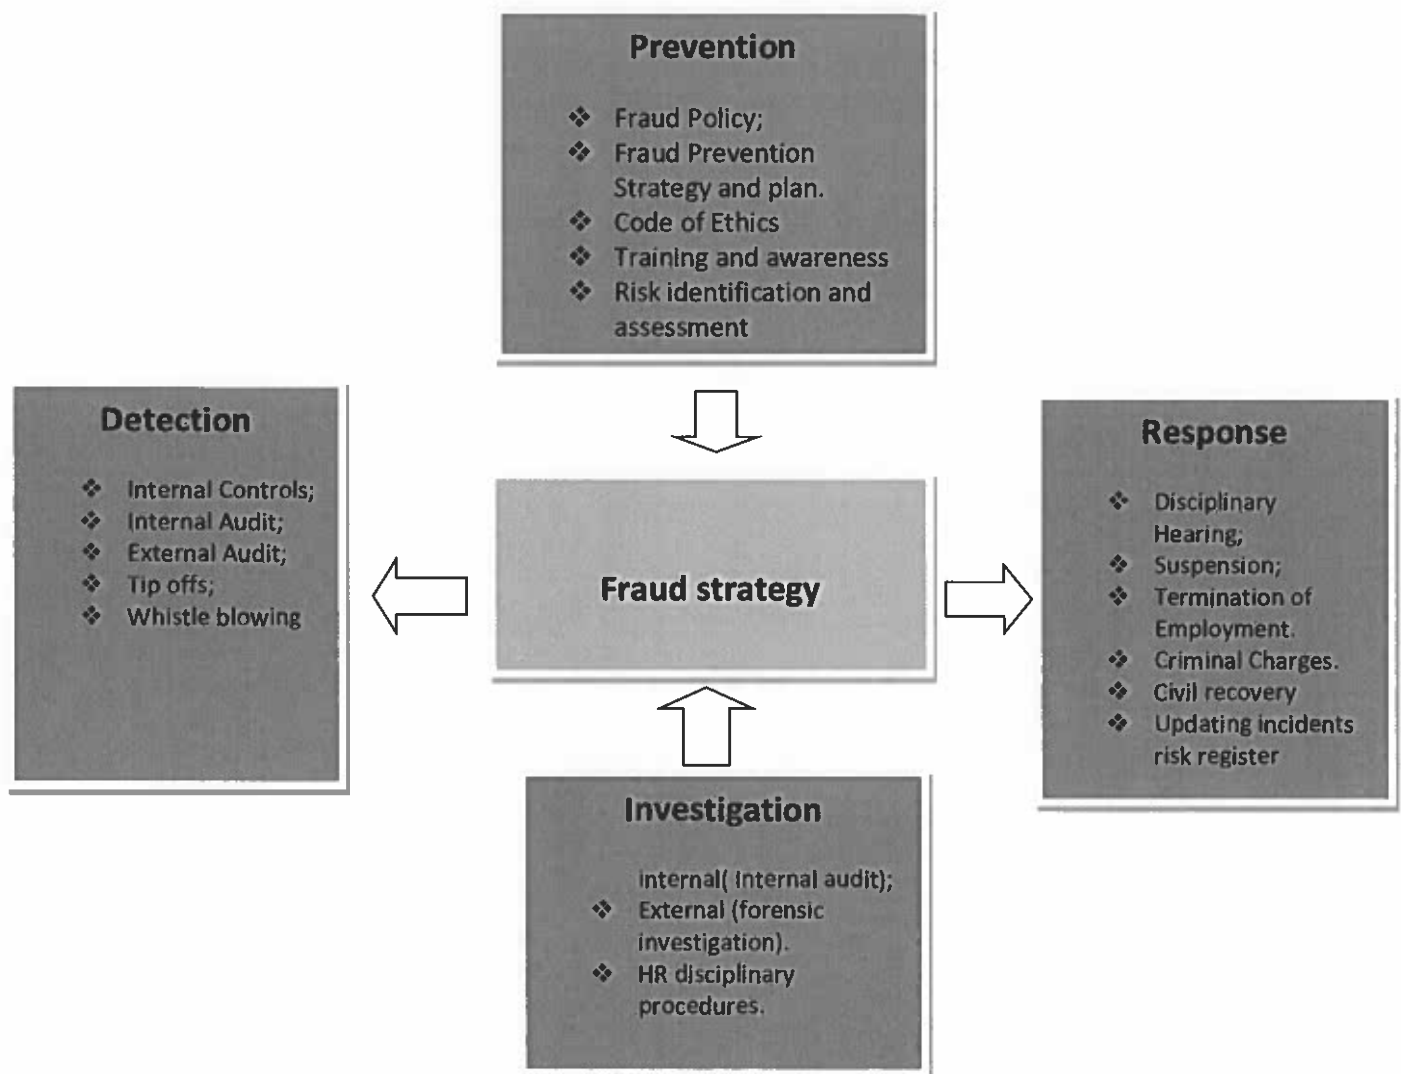 Prevention
❖ Fraud Policy;
❖ Fraud Prevention
Strategy and plan.
❖ Code of Ethics
❖ Training and awareness
❖ Risk identification and
assessment
Detection
❖ Internal Controls;
❖ Internal Audit;
❖ External Audit;
❖ Tip offs;
❖ Whistle blowing
Fraud strategy
Response
❖ Disciplinary
Hearing;
❖ Suspension;
❖ Termination of
Employment.
❖ Criminal Charges.
❖ Civil recovery
❖ Updating incidents
risk register
Investigation
Internal( Internal audit);
❖ External (forensic
investigation).
❖ HR disciplinary
procedures.